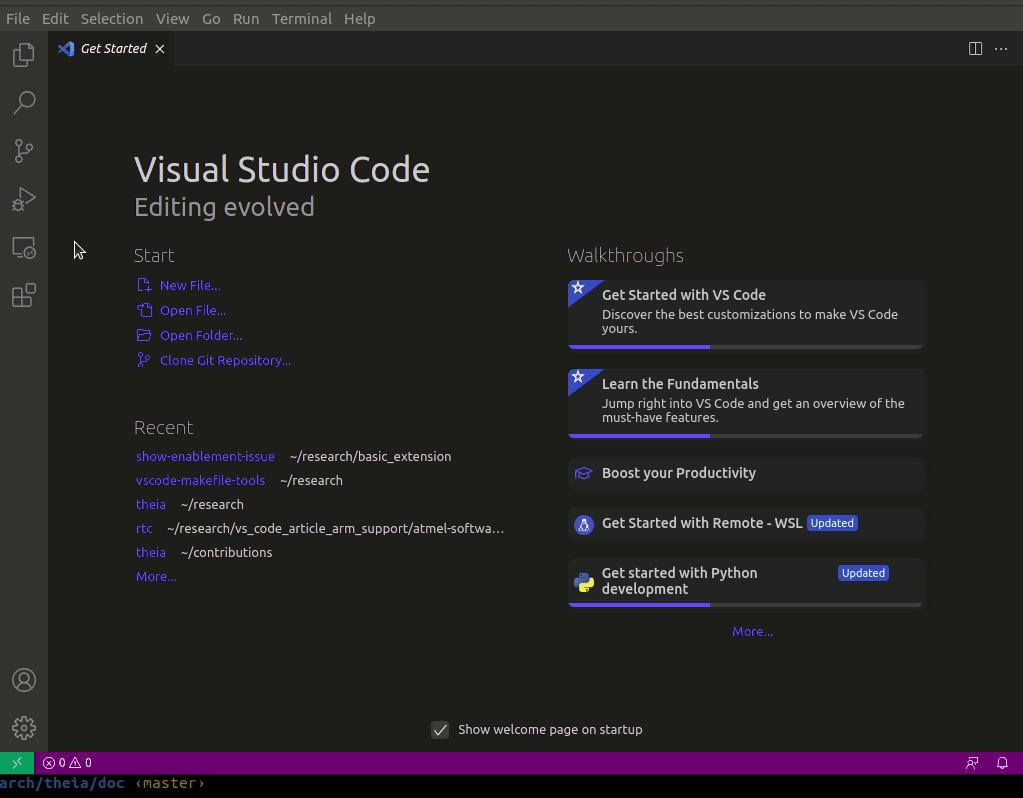 File Edit Selection View Go Run Terminal Help
Get Started
Visual Studio Code
Editing evolved
Start
New File...
Open File...
Open Folder...
Clone Git Repository...
Recent
show-enablement-issue ~/research/basic_extension
vscode-makefile-tools ~/research
theia ~/research
rtc ~/research/vs_code_article_arm_support/atmel-softwa...
theia ~/contributions
More...
Walkthroughs
Get Started with VS Code
Discover the best customizations to make VS Code
yours.
Learn the Fundamentals
Jump right into VS Code and get an overview of the
must-have features.
Boost your Productivity
Get Started with Remote - WSL Updated
Get started with Python Updated
development
More...
Show welcome page on startup
0 0
arch/theia/doc ‹master›